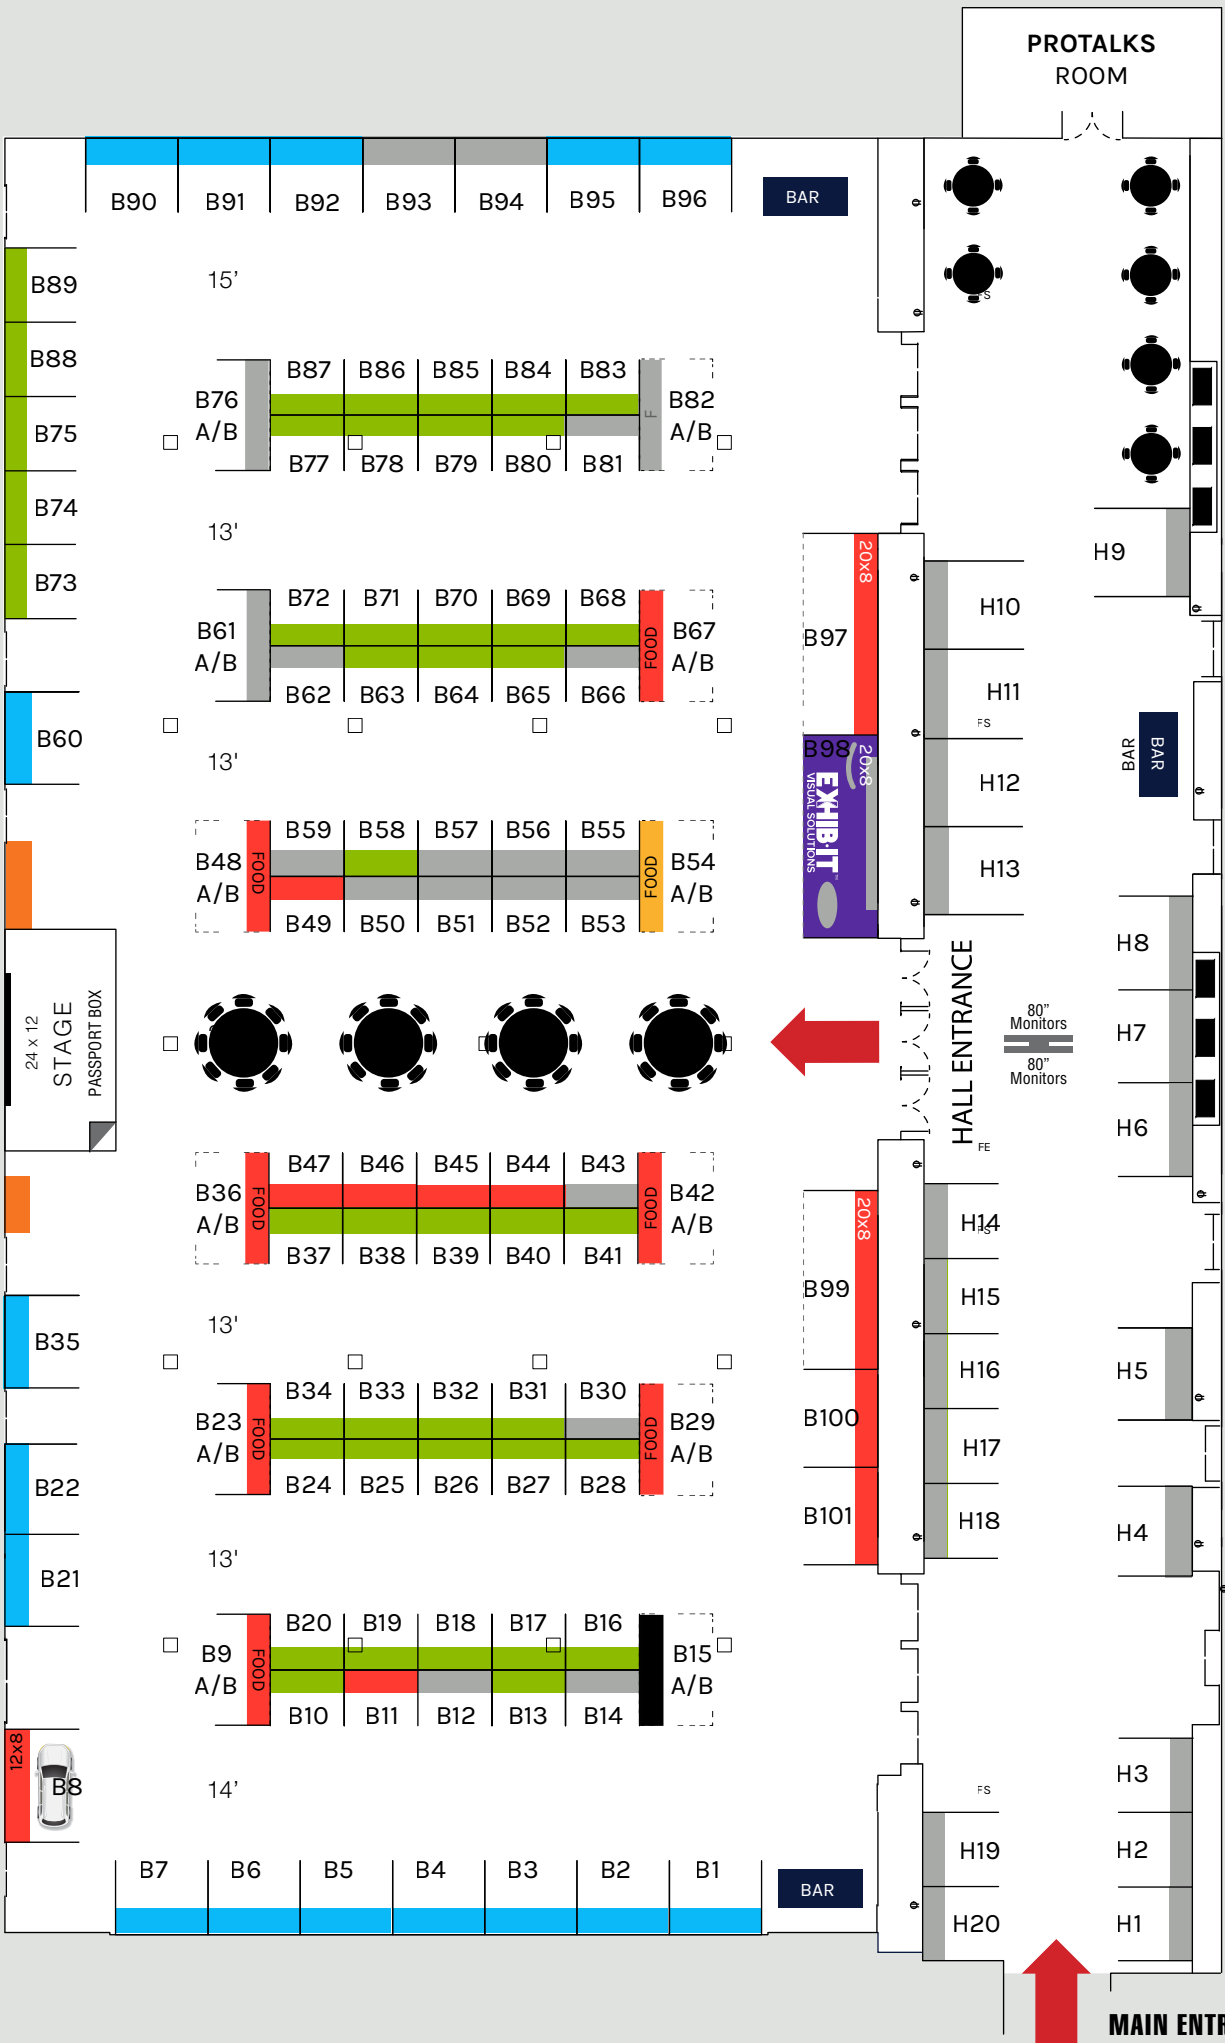 PROTALKS
ROOM
B90 B91 B92 B93 B94 B95 B96
BAR
B89
15'
FS
B88
B87 B86 B85 B84 B83
B76
A/B
F
B82
A/B
B75
B77 B78 B79 B80 B81
B74
13'
H9
20x8
B73
B72 B71 B70 B69 B68
H10
B61
A/B
FOOD
B67
A/B
B97
B62 B63 B64 B65 B66
H11
FS
B60
13'
B98
20x8
EXHIB·IT™
VISUAL SOLUTIONS
H12
BAR
BAR
B59 B58 B57 B56 B55
B48
A/B
FOOD
FOOD
B54
A/B
H13
B49 B50 B51 B52 B53
H8
24 x 12
STAGE
PASSPORT BOX
HALL ENTRANCE
80"
Monitors
80"
Monitors
H7
H6
FE
B47 B46 B45 B44 B43
B36
A/B
FOOD
FOOD
B42
A/B
20x8
H14
FS
B37 B38 B39 B40 B41
B99
H15
13'
B35
H16
H5
B34 B33 B32 B31 B30
B23
A/B
FOOD
FOOD
B29
A/B
B100
H17
B22
B24 B25 B26 B27 B28
B101
H18
H4
13'
B21
B20 B19 B18 B17 B16
B9
A/B
FOOD
B15
A/B
B10 B11 B12 B13 B14
12x8
B8
14'
FS
H3
H19
H2
B7 B6 B5 B4 B3 B2 B1
BAR
H20
H1
MAIN ENTR